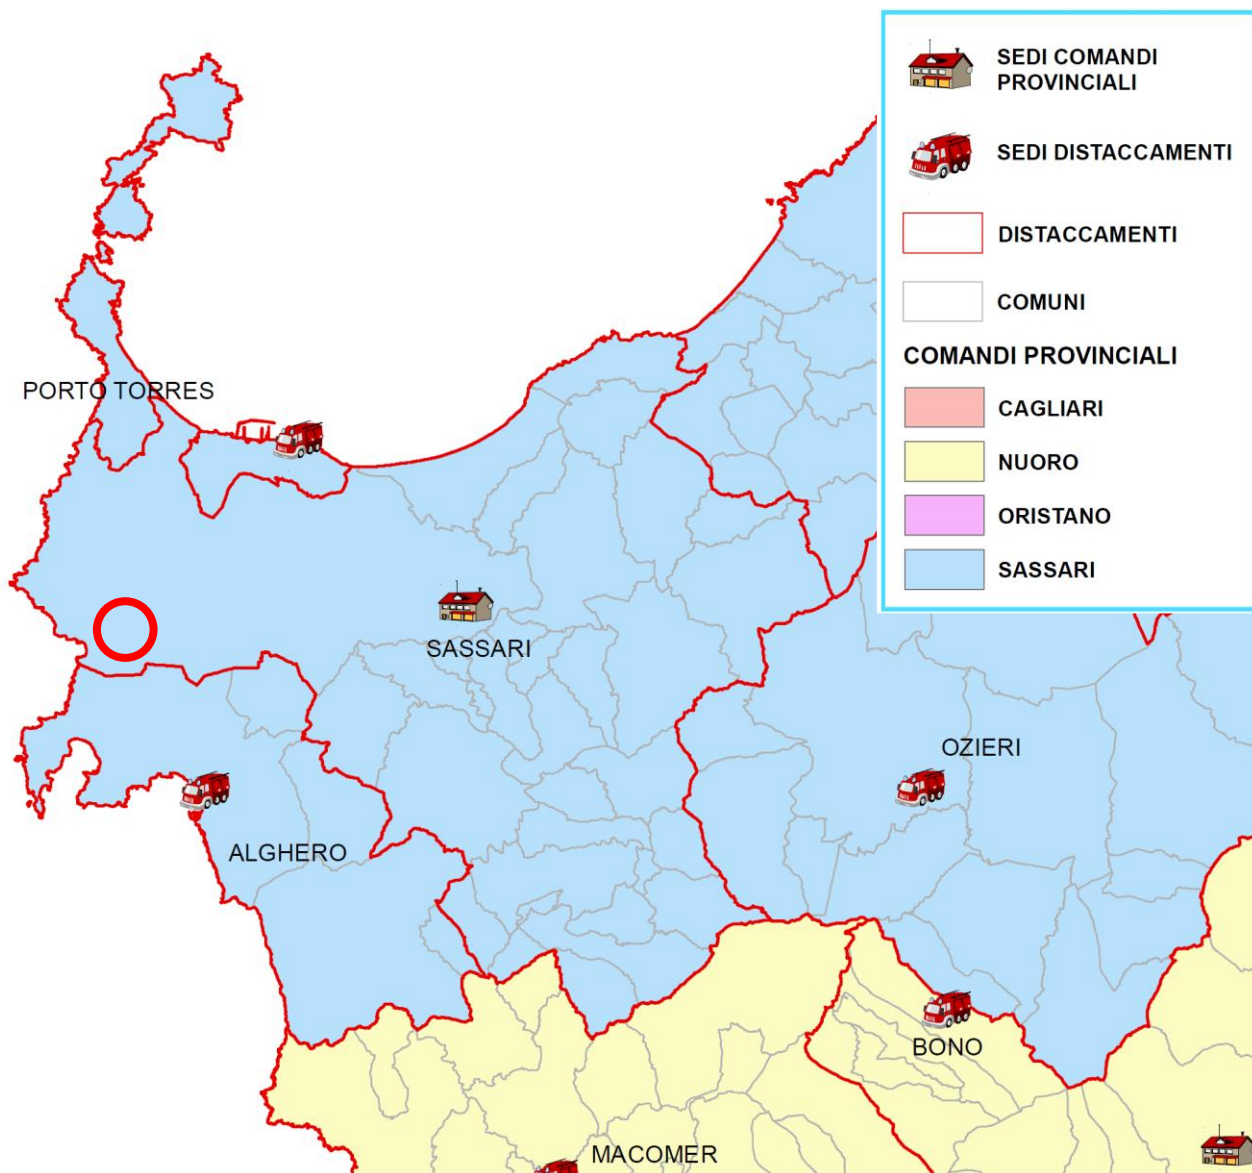 SEDI COMANDI
PROVINCIALI
SEDI DISTACCAMENTI
DISTACCAMENTI
COMUNI
COMANDI PROVINCIALI
CAGLIARI
NUORO
ORISTANO
SASSARI
PORTO TORRES
SASSARI
OZIERI
ALGHERO
BONO
MACOMER